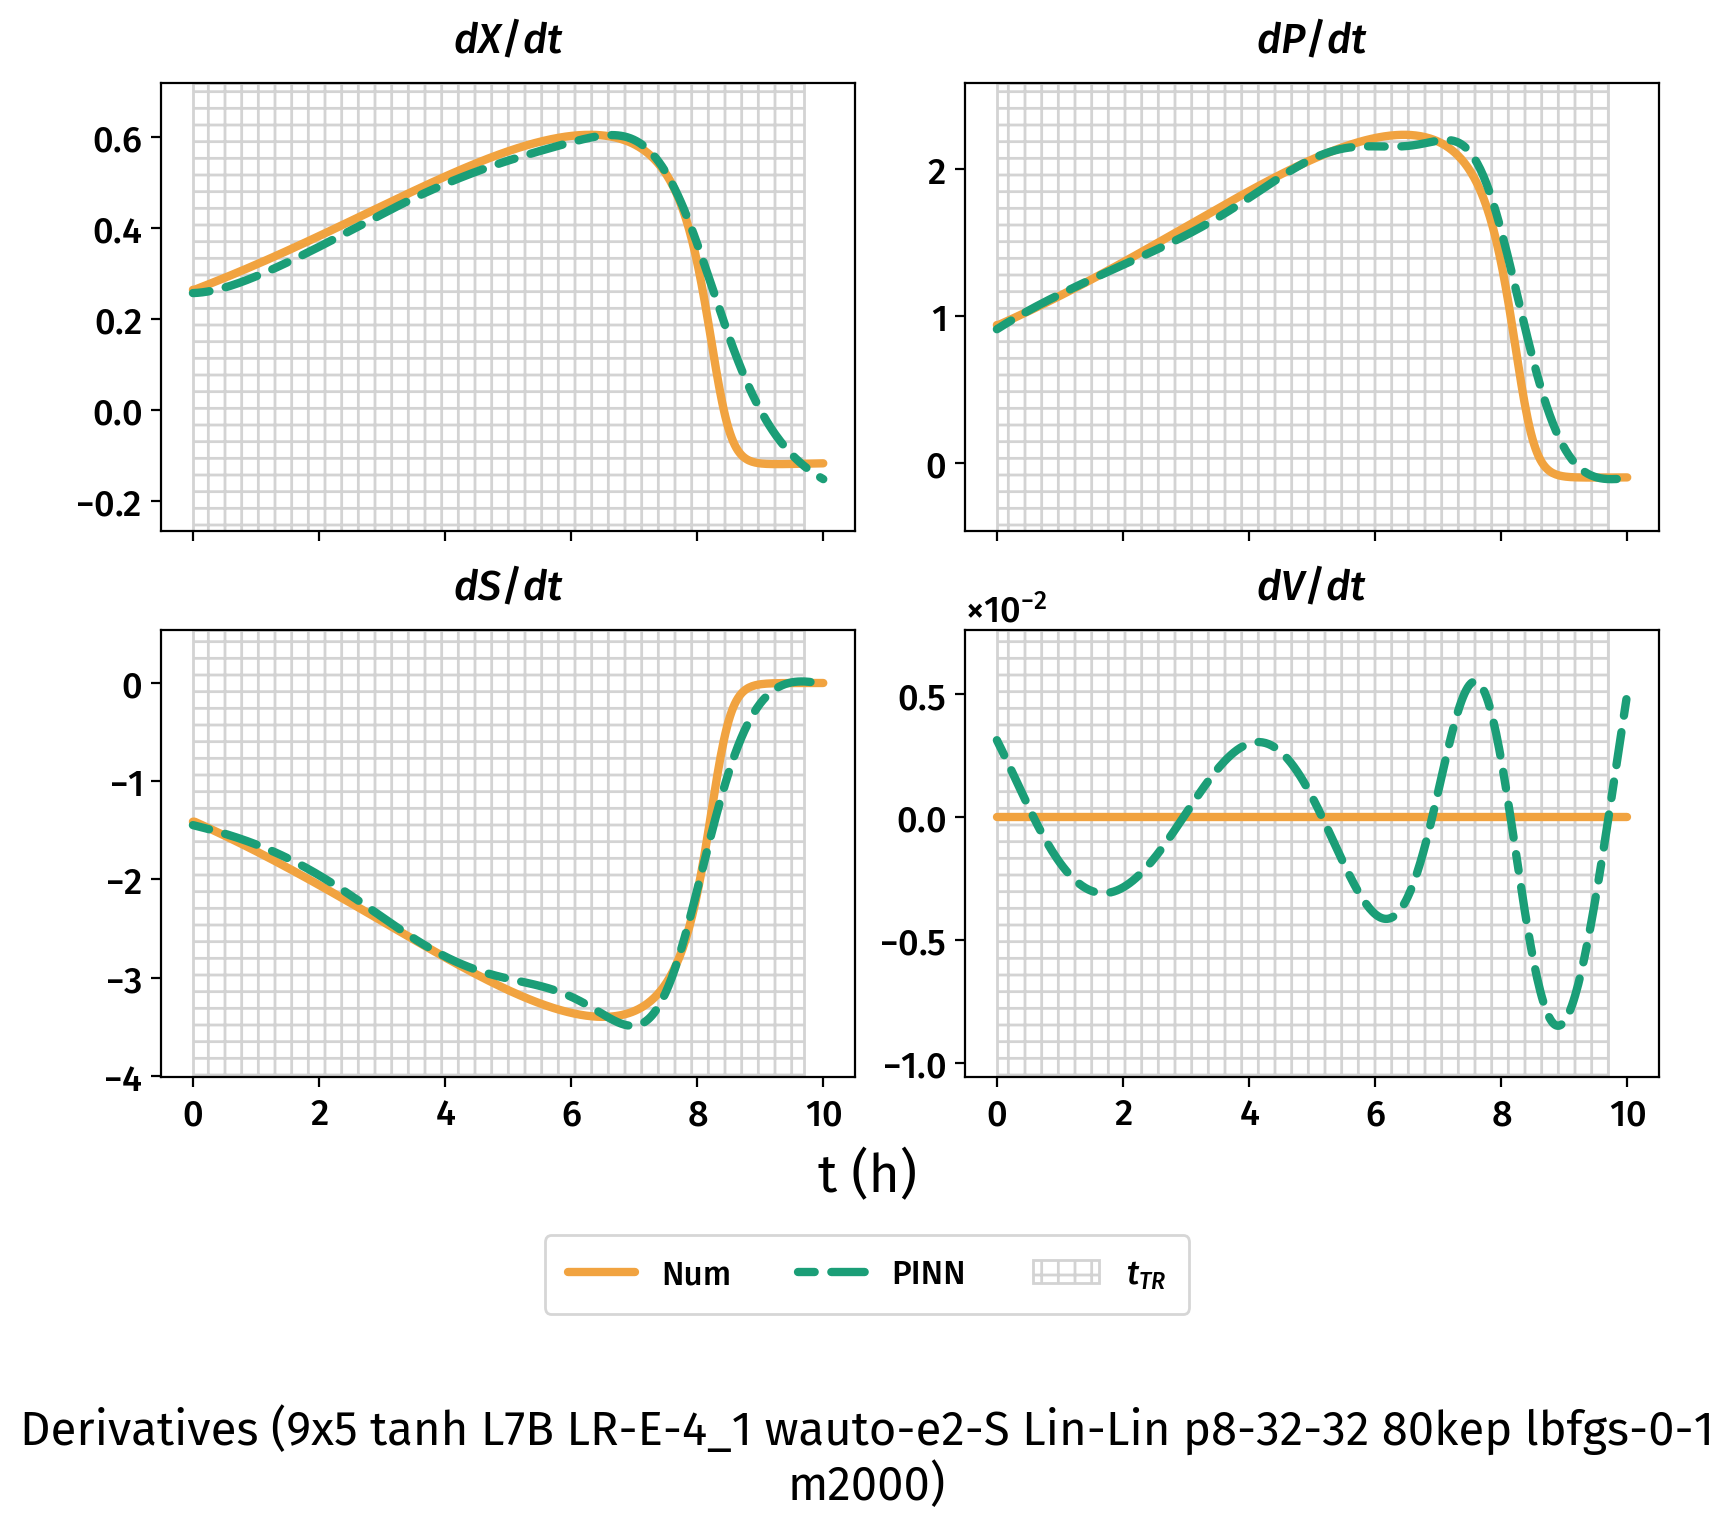 dX/dt
dP/dt
0.6
0.4
0.2
0.0
−0.2
2
1
0
dS/dt
dV/dt
×10⁻²
0
−1
−2
−3
−4
0.5
0.0
−0.5
−1.0
0 2 4 6 8 10
0 2 4 6 8 10
t (h)
Num PINN t_TR
Derivatives (9x5 tanh L7B LR-E-4_1 wauto-e2-S Lin-Lin p8-32-32 80kep lbfgs-0-1
m2000)